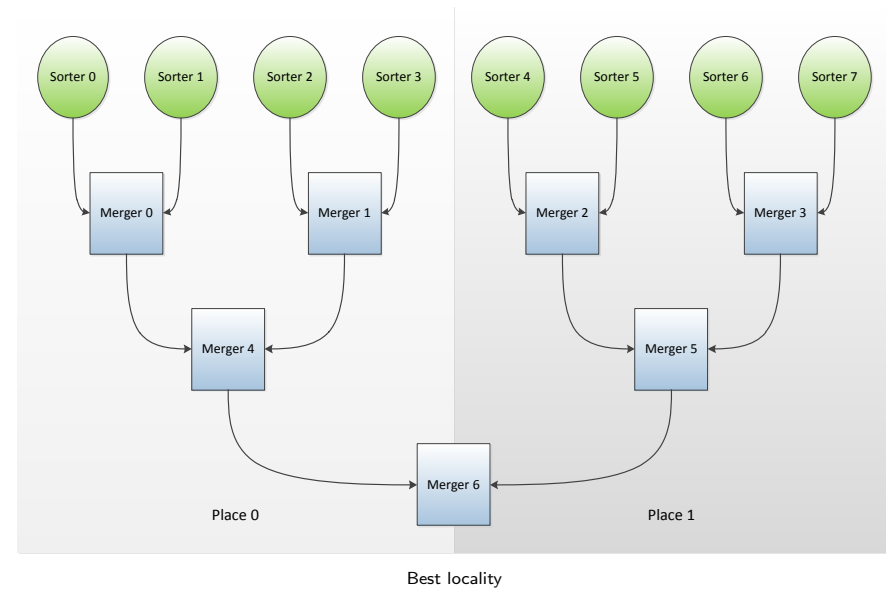 Sorter 0
Sorter 1
Sorter 2
Sorter 3
Sorter 4
Sorter 5
Sorter 6
Sorter 7
Merger 0
Merger 1
Merger 2
Merger 3
Merger 4
Merger 5
Merger 6
Place 0
Place 1
Best locality